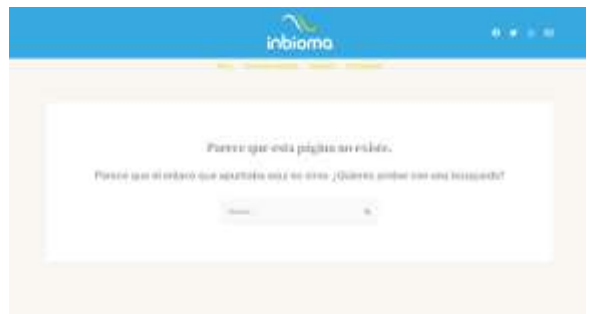 inbioma
Parece que esta página no existe.
Parece que el enlace que apuntaba aquí no sirve. ¿Quieres probar con una búsqueda?
Buscar...